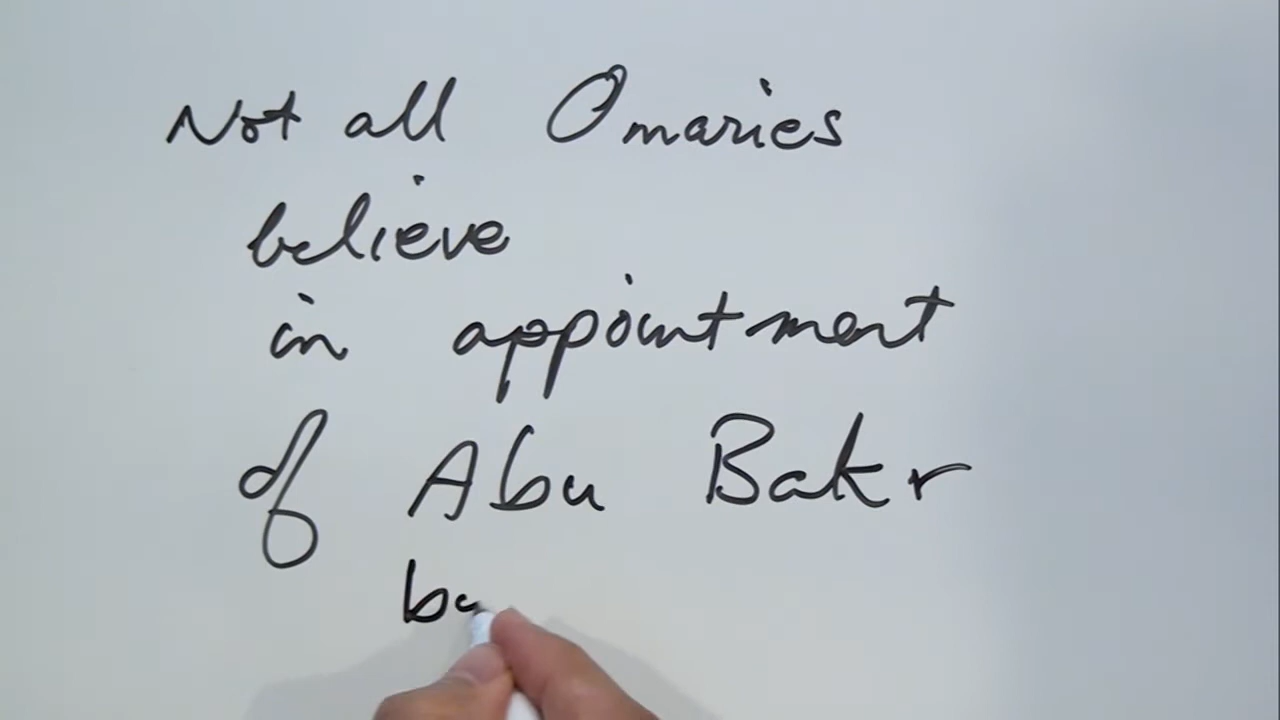 Not all Omaries
believe
in appointment
of Abu Bakr